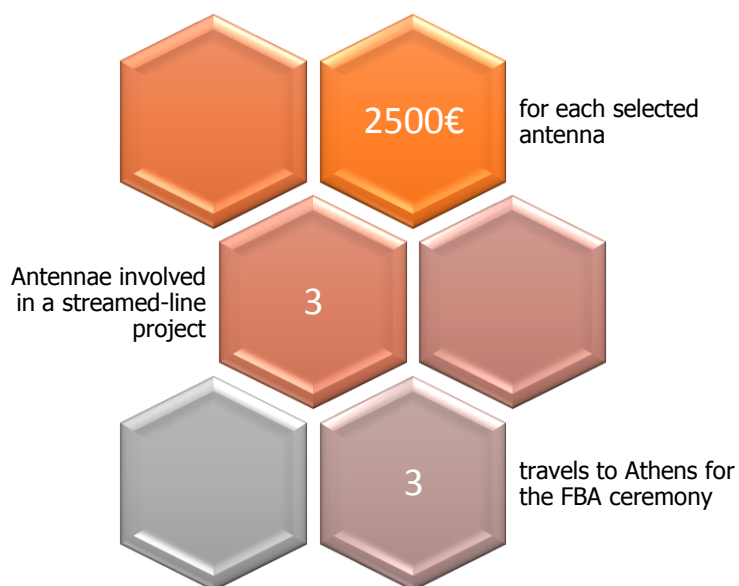 2500€
for each selected
antenna
Antennae involved
in a streamed-line
project
3
3
travels to Athens for
the FBA ceremony